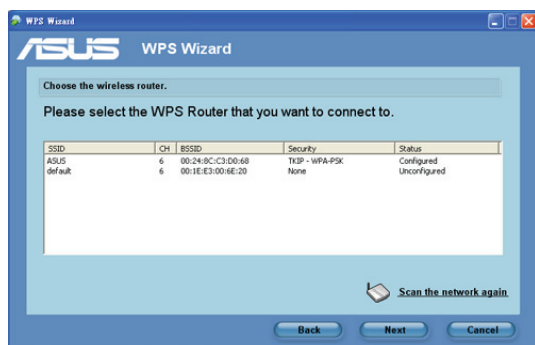 WPS Wizard
ASUS WPS Wizard
Choose the wireless router.
Please select the WPS Router that you want to connect to.
SSID CH BSSID Security Status
ASUS 6 00:24:8C:C3:D0:68 TKIP - WPA-PSK Configured
default 6 00:1E:E3:00:6E:20 None Unconfigured
Scan the network again
Back Next Cancel